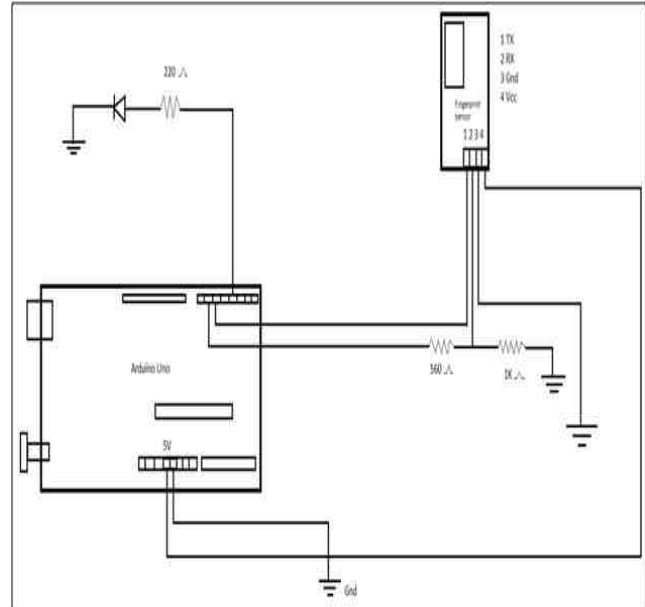 220
1 TX
2 RX
3 Gnd
4 Vcc
Fingerprint
sensor
1 2 3 4
Arduino Uno
560
1K
5V
Gnd